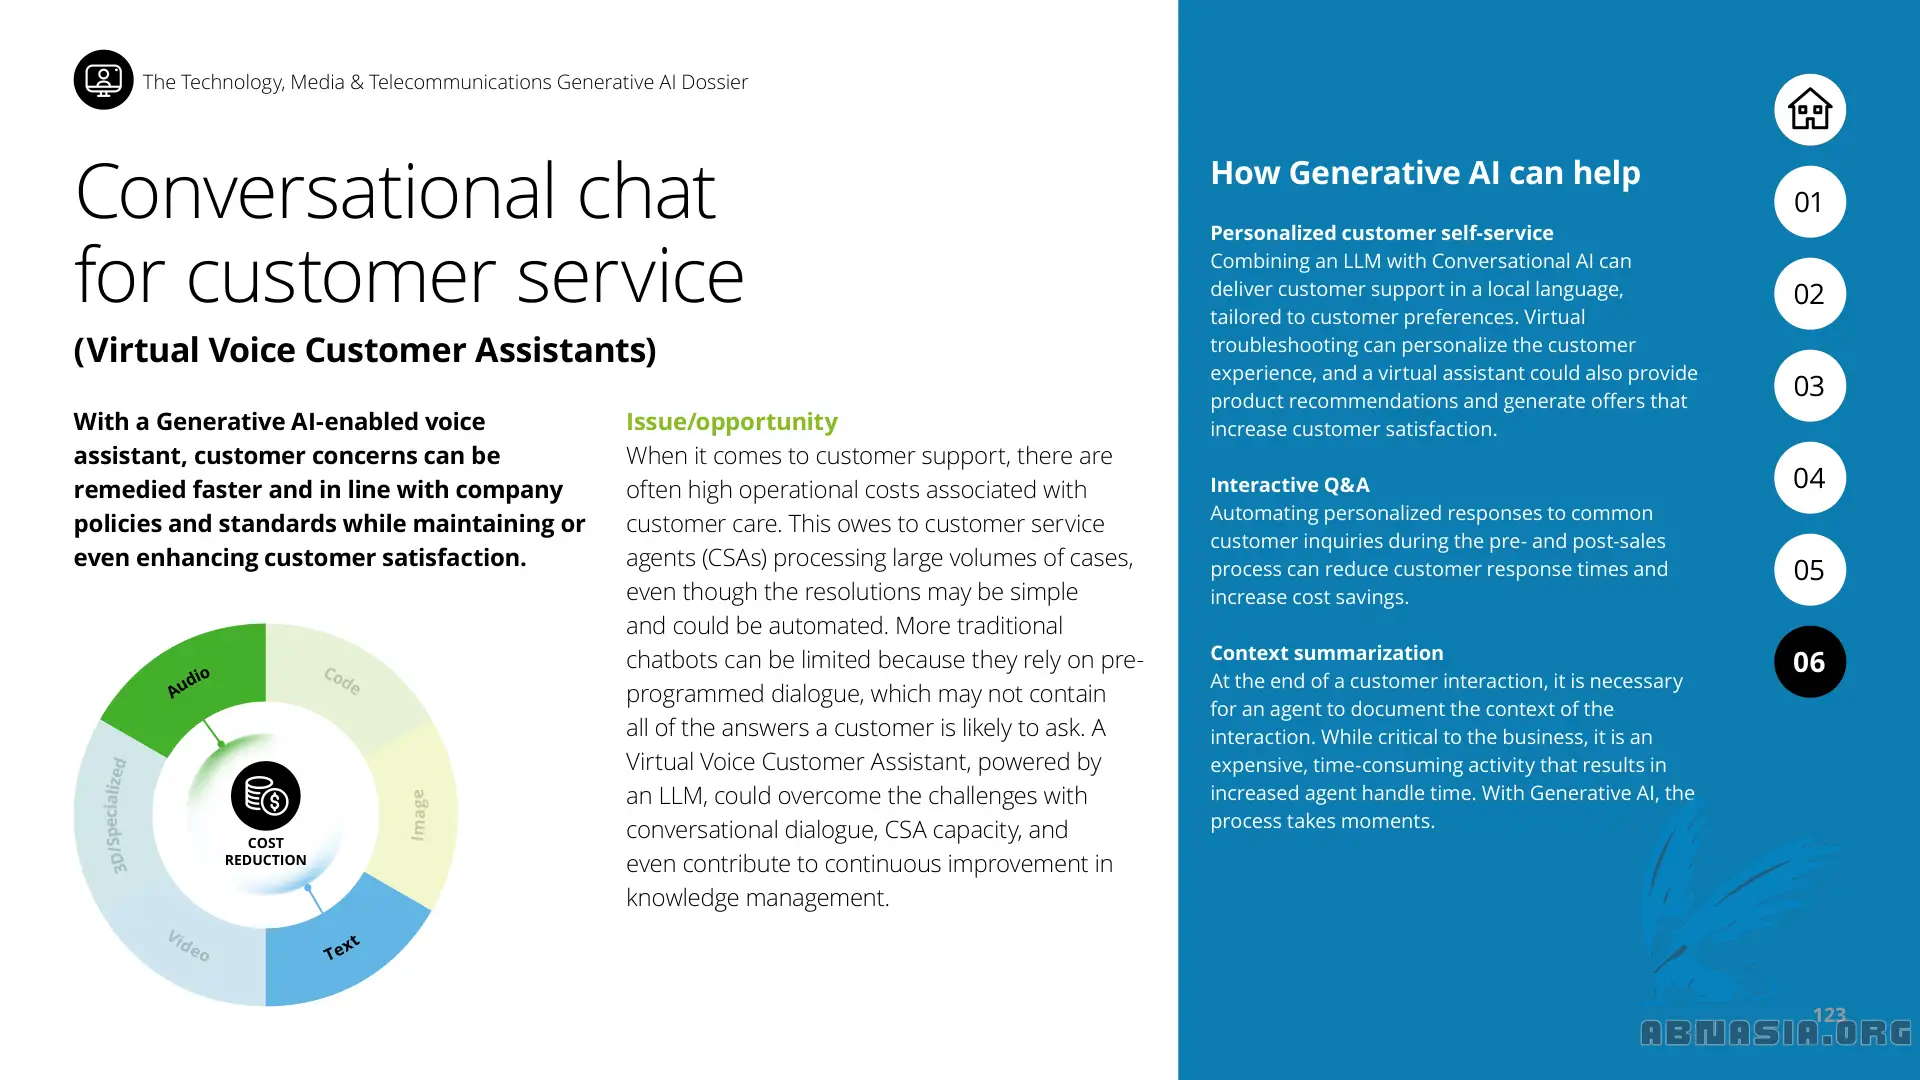 The Technology, Media & Telecommunications Generative AI Dossier
Conversational chat
for customer service
(Virtual Voice Customer Assistants)
With a Generative AI-enabled voice
assistant, customer concerns can be
remedied faster and in line with company
policies and standards while maintaining or
even enhancing customer satisfaction.
Audio
Code
Image
Text
Video
3D/Specialized
COST
REDUCTION
Issue/opportunity
When it comes to customer support, there are
often high operational costs associated with
customer care. This owes to customer service
agents (CSAs) processing large volumes of cases,
even though the resolutions may be simple
and could be automated. More traditional
chatbots can be limited because they rely on pre-
programmed dialogue, which may not contain
all of the answers a customer is likely to ask. A
Virtual Voice Customer Assistant, powered by
an LLM, could overcome the challenges with
conversational dialogue, CSA capacity, and
even contribute to continuous improvement in
knowledge management.
How Generative AI can help
Personalized customer self-service
Combining an LLM with Conversational AI can
deliver customer support in a local language,
tailored to customer preferences. Virtual
troubleshooting can personalize the customer
experience, and a virtual assistant could also provide
product recommendations and generate offers that
increase customer satisfaction.
Interactive Q&A
Automating personalized responses to common
customer inquiries during the pre- and post-sales
process can reduce customer response times and
increase cost savings.
Context summarization
At the end of a customer interaction, it is necessary
for an agent to document the context of the
interaction. While critical to the business, it is an
expensive, time-consuming activity that results in
increased agent handle time. With Generative AI, the
process takes moments.
01
02
03
04
05
06
123
ABNASIA.ORG